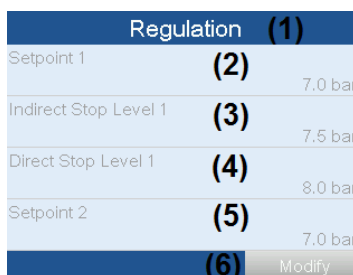 Regulation (1)
Setpoint 1 (2)
7.0 bar
Indirect Stop Level 1 (3)
7.5 bar
Direct Stop Level 1 (4)
8.0 bar
Setpoint 2 (5)
7.0 bar
(6) Modify